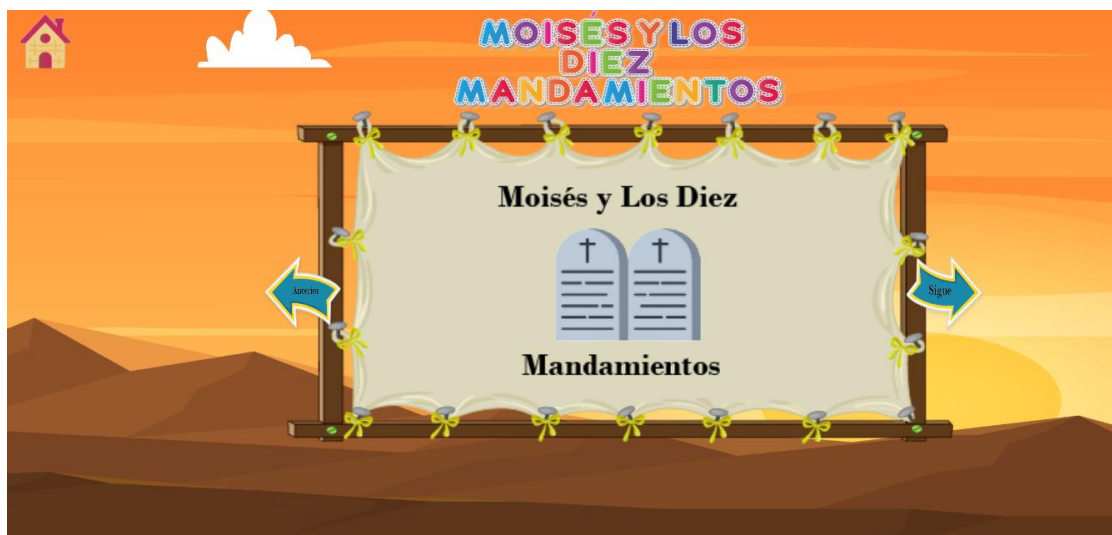 MOISÉS Y LOS
DIEZ
MANDAMIENTOS
Moisés y Los Diez
Mandamientos
Anterior
Sigue